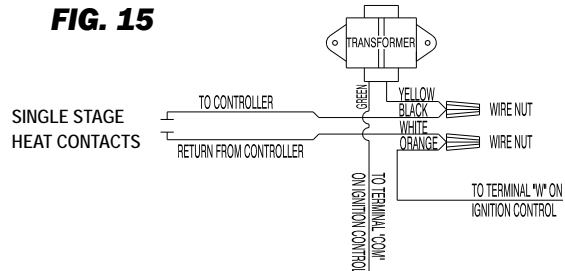 FIG. 15
TRANSFORMER
GREEN
YELLOW
TO CONTROLLER
BLACK
WIRE NUT
SINGLE STAGE
HEAT CONTACTS
WHITE
RETURN FROM CONTROLLER
ORANGE
WIRE NUT
TO TERMINAL "COM"
ON IGNITION CONTROL
TO TERMINAL "W" ON
IGNITION CONTROL